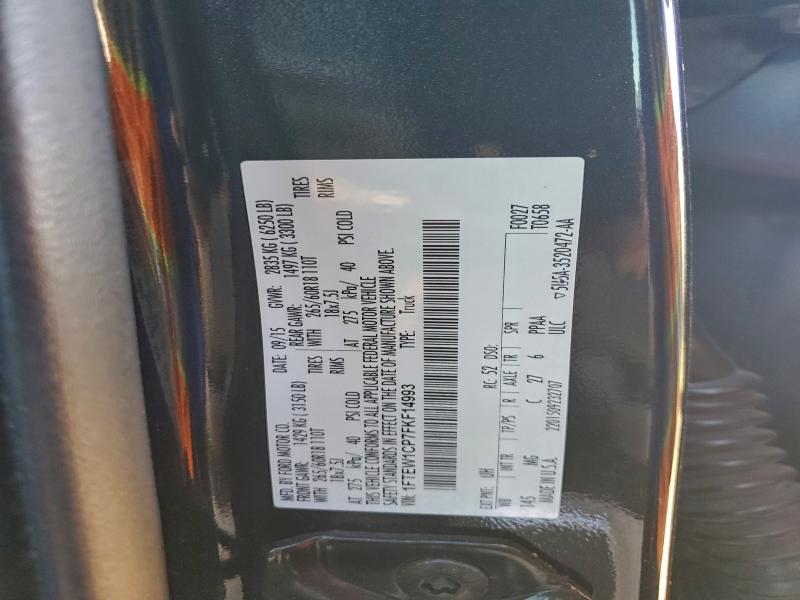 MFD. BY FORD MOTOR CO. DATE: 09/15 GVWR: 2835 KG ( 6250 LB)
FRONT GAWR: 1429 KG ( 3150 LB) REAR GAWR: 1497 KG ( 3300 LB)
WITH 265/60R18 110T TIRES WITH 265/60R18 110T TIRES
18x7.5J RIMS 18x7.5J RIMS
AT 275 kPa/ 40 PSI COLD AT 275 kPa/ 40 PSI COLD
THIS VEHICLE CONFORMS TO ALL APPLICABLE FEDERAL MOTOR VEHICLE
SAFETY STANDARDS IN EFFECT ON THE DATE OF MANUFACTURE SHOWN ABOVE.
VIN: 1FTEW1CP7FKF14993 TYPE: Truck
F0027
EXT PNT: UH RC: 52 DSO: T0658
WB INT TR TP/PS R AXLE TR SPR
145 MG C 27 6 PPAA
MADE IN U.S.A. 2201509232707 ULC
3520472-AA